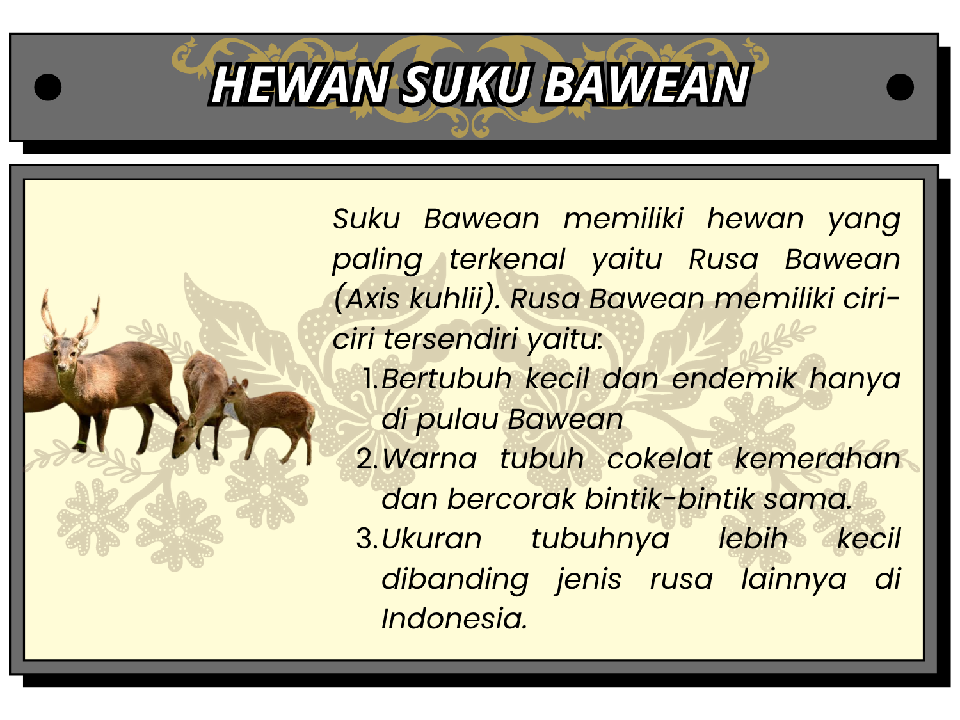 HEWAN SUKU BAWEAN
Suku Bawean memiliki hewan yang
paling terkenal yaitu Rusa Bawean
(Axis kuhlii). Rusa Bawean memiliki ciri-
ciri tersendiri yaitu:
1.Bertubuh kecil dan endemik hanya
di pulau Bawean
2.Warna tubuh cokelat kemerahan
dan bercorak bintik-bintik sama.
3.Ukuran tubuhnya lebih kecil
dibanding jenis rusa lainnya di
Indonesia.